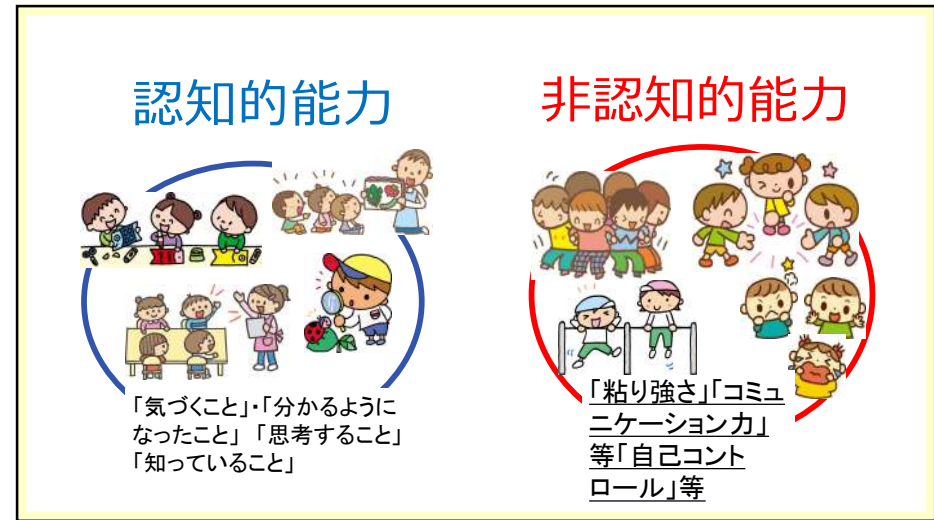 認知的能力
非認知的能力
「気づくこと」・「分かるように
なったこと」 「思考すること」
「知っていること」
「粘り強さ」「コミュ
ニケーション力」
等「自己コント
ロール」等